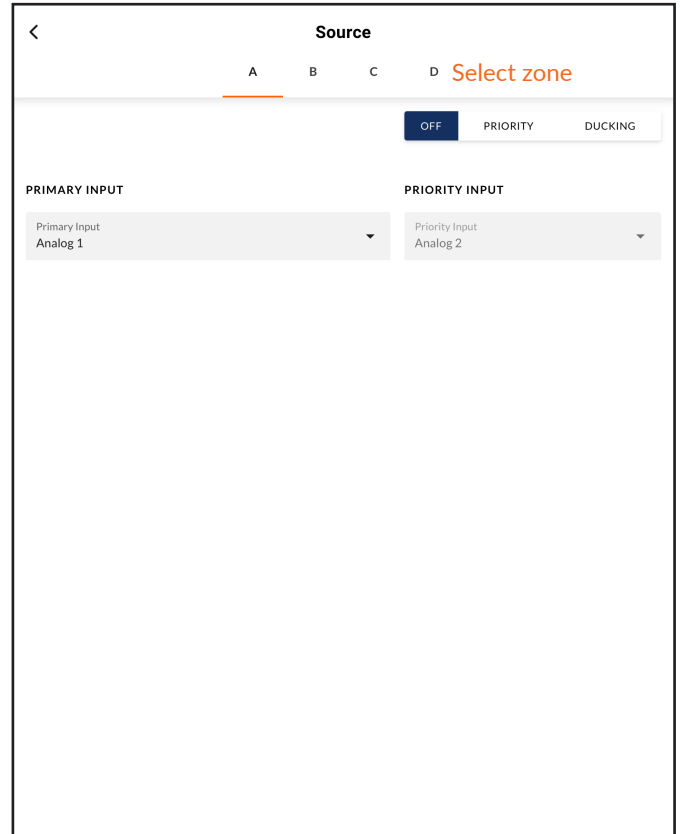 Source
A B C D Select zone
OFF PRIORITY DUCKING
PRIMARY INPUT PRIORITY INPUT
Primary Input Priority Input
Analog 1 Analog 2